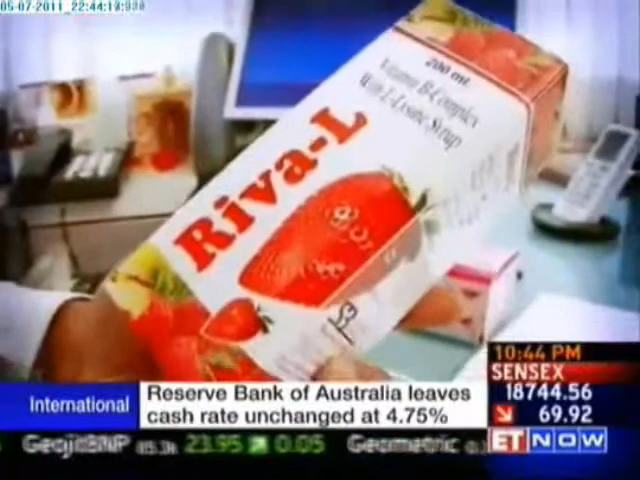 05-07-2011 22:44:1
200 ml.
Vitamin B-Complex
With L-Lysine Syrup
Riva-L
10:44 PM
SENSEX
18744.56
69.92
ET NOW
International
Reserve Bank of Australia leaves
cash rate unchanged at 4.75%
23.95 0.05 Geometric